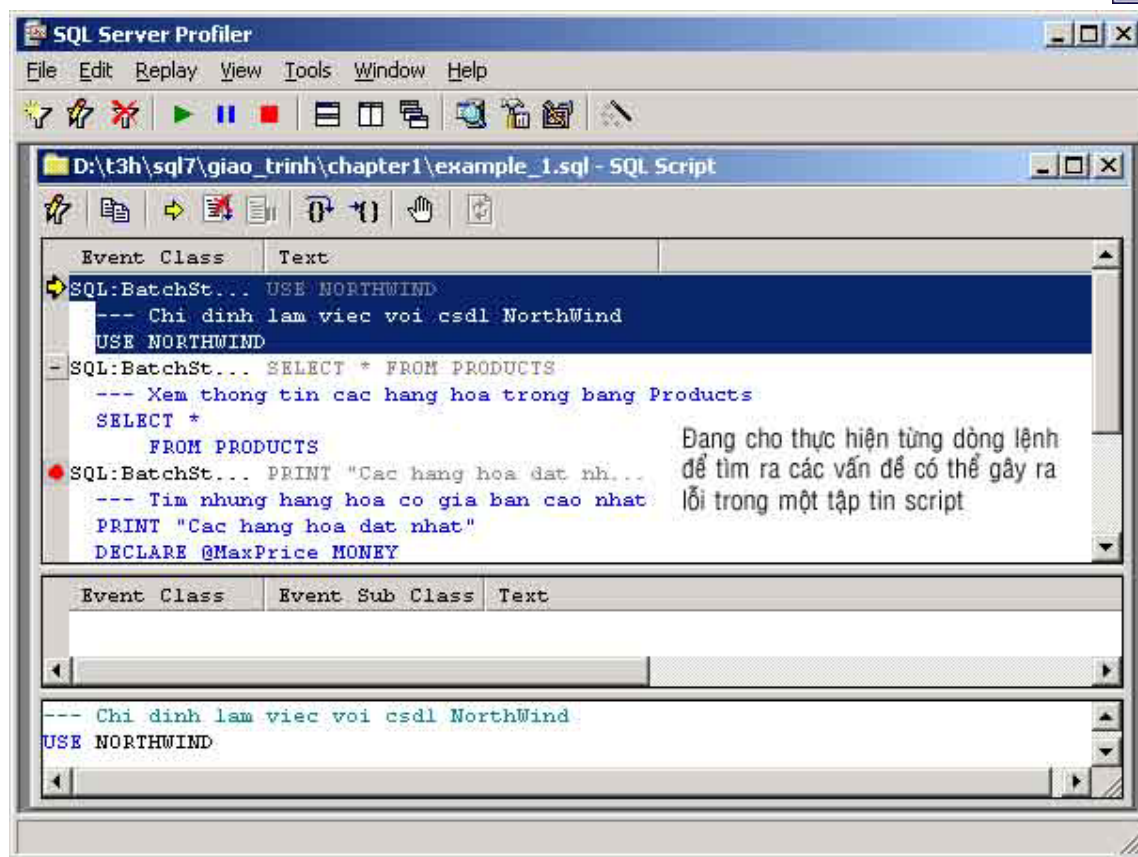 SQL Server Profiler
File Edit Replay View Tools Window Help
D:\t3h\sql7\giao_trinh\chapter1\example_1.sql - SQL Script
Event Class Text
SQL:BatchSt... USE NORTHWIND
--- Chi dinh lam viec voi csdl NorthWind
USE NORTHWIND
SQL:BatchSt... SELECT * FROM PRODUCTS
--- Xem thong tin cac hang hoa trong bang Products
SELECT *
FROM PRODUCTS
SQL:BatchSt... PRINT "Cac hang hoa dat nh...
--- Tim nhung hang hoa co gia ban cao nhat
PRINT "Cac hang hoa dat nhat"
DECLARE @MaxPrice MONEY
Đang cho thực hiện từng dòng lệnh
để tìm ra các vấn đề có thể gây ra
lỗi trong một tập tin script
Event Class Event Sub Class Text
--- Chi dinh lam viec voi csdl NorthWind
USE NORTHWIND